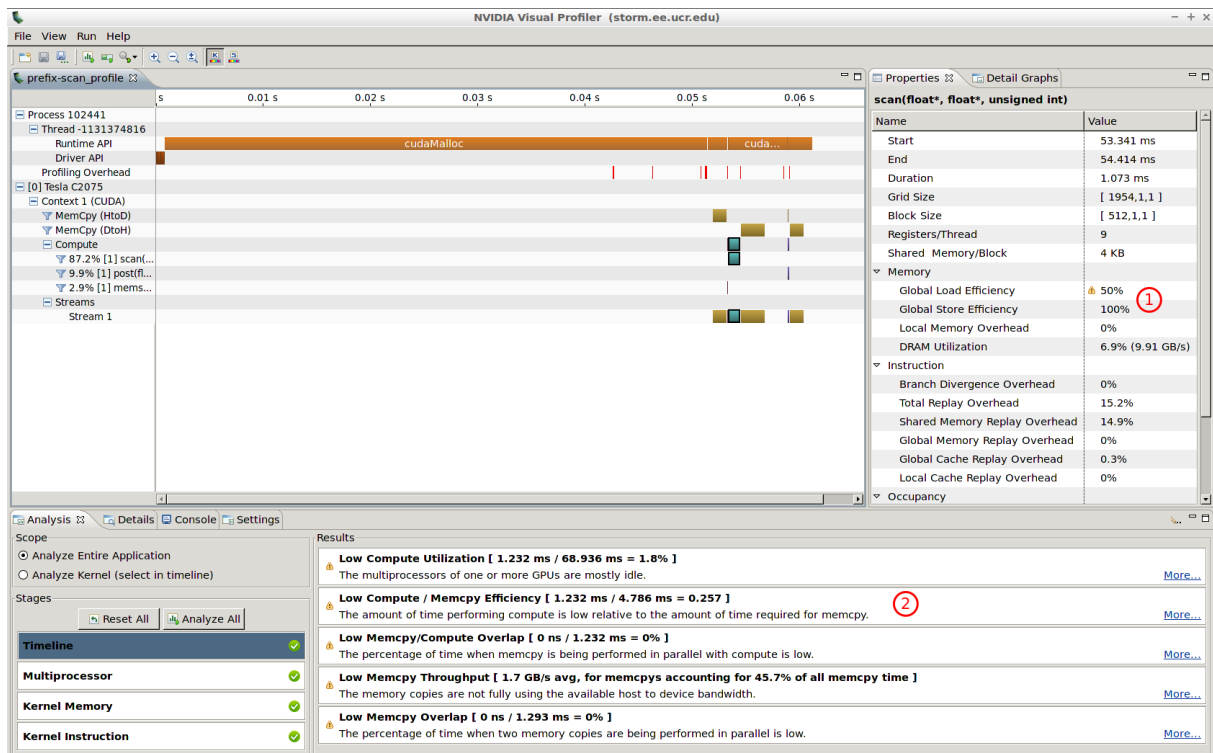 NVIDIA Visual Profiler (storm.ee.ucr.edu)
File View Run Help
prefix-scan_profile
s 0.01 s 0.02 s 0.03 s 0.04 s 0.05 s 0.06 s
Process 102441
Thread -1131374816
Runtime API cudaMalloc cuda...
Driver API
Profiling Overhead
[0] Tesla C2075
Context 1 (CUDA)
MemCpy (HtoD)
MemCpy (DtoH)
Compute
87.2% [1] scan(...
9.9% [1] post(fl...
2.9% [1] mems...
Streams
Stream 1
Properties Detail Graphs
scan(float*, float*, unsigned int)
Name Value
Start 53.341 ms
End 54.414 ms
Duration 1.073 ms
Grid Size [ 1954,1,1 ]
Block Size [ 512,1,1 ]
Registers/Thread 9
Shared Memory/Block 4 KB
Memory
Global Load Efficiency 50%
1
Global Store Efficiency 100%
Local Memory Overhead 0%
DRAM Utilization 6.9% (9.91 GB/s)
Instruction
Branch Divergence Overhead 0%
Total Replay Overhead 15.2%
Shared Memory Replay Overhead 14.9%
Global Memory Replay Overhead 0%
Global Cache Replay Overhead 0.3%
Local Cache Replay Overhead 0%
Occupancy
Analysis Details Console Settings
Scope
Analyze Entire Application
Analyze Kernel (select in timeline)
Stages
Reset All Analyze All
Timeline
Multiprocessor
Kernel Memory
Kernel Instruction
Results
Low Compute Utilization [ 1.232 ms / 68.936 ms = 1.8% ]
The multiprocessors of one or more GPUs are mostly idle. More...
Low Compute / Memcpy Efficiency [ 1.232 ms / 4.786 ms = 0.257 ]
2
The amount of time performing compute is low relative to the amount of time required for memcpy. More...
Low Memcpy/Compute Overlap [ 0 ns / 1.232 ms = 0% ]
The percentage of time when memcpy is being performed in parallel with compute is low. More...
Low Memcpy Throughput [ 1.7 GB/s avg, for memcpys accounting for 45.7% of all memcpy time ]
The memory copies are not fully using the available host to device bandwidth. More...
Low Memcpy Overlap [ 0 ns / 1.293 ms = 0% ]
The percentage of time when two memory copies are being performed in parallel is low. More...